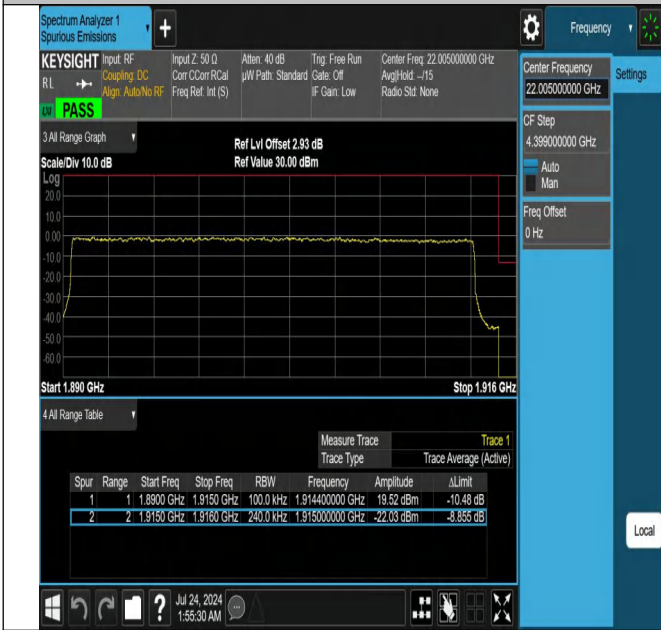 Spectrum Analyzer 1
Spurious Emissions
+
Frequency
KEYSIGHT
Input: RF
Coupling: DC
Align: Auto/No RF
Input Z: 50 Ω
Corr CCorr RCal
Freq Ref: Int (S)
Atten: 40 dB
µW Path: Standard
Trig: Free Run
Gate: Off
IF Gain: Low
Center Freq: 22.005000000 GHz
Avg|Hold: --/15
Radio Std: None
RL
LXI
PASS
Center Frequency
22.005000000 GHz
Settings
CF Step
4.399000000 GHz
Auto
Man
Freq Offset
0 Hz
3 All Range Graph
Ref Lvl Offset 2.93 dB
Scale/Div 10.0 dB
Ref Value 30.00 dBm
Log
20.0
10.0
0.00
-10.0
-20.0
-30.0
-40.0
-50.0
-60.0
Start 1.890 GHz
Stop 1.916 GHz
4 All Range Table
Measure Trace Trace 1
Trace Type Trace Average (Active)
Spur Range Start Freq Stop Freq RBW Frequency Amplitude ΔLimit
1 1 1.8900 GHz 1.9150 GHz 100.0 kHz 1.914400000 GHz 19.52 dBm -10.48 dB
2 2 1.9150 GHz 1.9160 GHz 240.0 kHz 1.915000000 GHz -22.03 dBm -8.855 dB
Local
?
Jul 24, 2024
1:55:30 AM